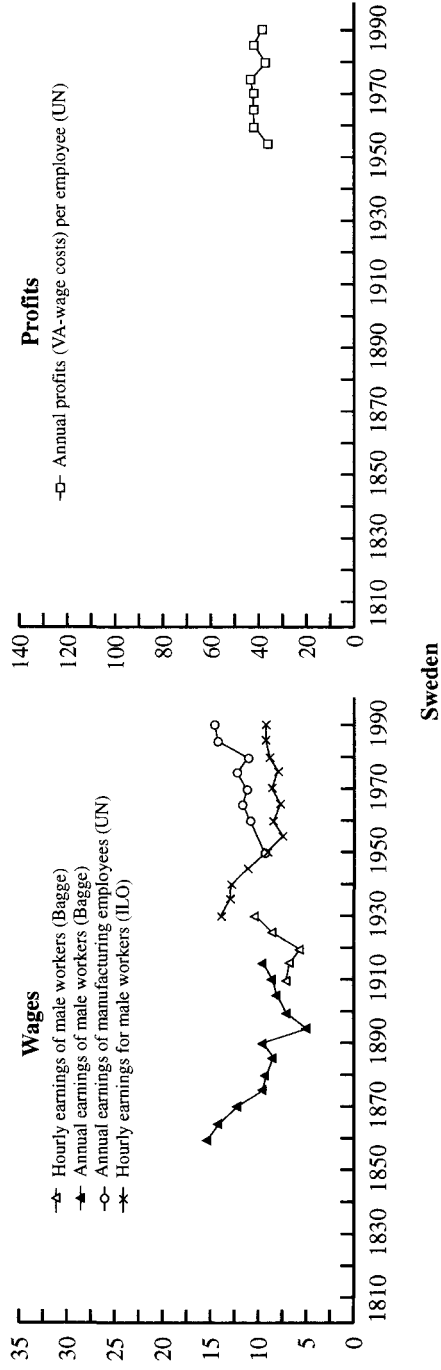 Wages
Hourly earnings of male workers (Bagge)
Annual earnings of male workers (Bagge)
Annual earnings of manufacturing employees (UN)
Hourly earnings for male workers (ILO)
35
30
25
20
15
10
5
0
1810 1830 1850 1870 1890 1910 1930 1950 1970 1990
Profits
Annual profits (VA-wage costs) per employee (UN)
140
120
100
80
60
40
20
0
1810 1830 1850 1870 1890 1910 1930 1950 1970 1990
Sweden